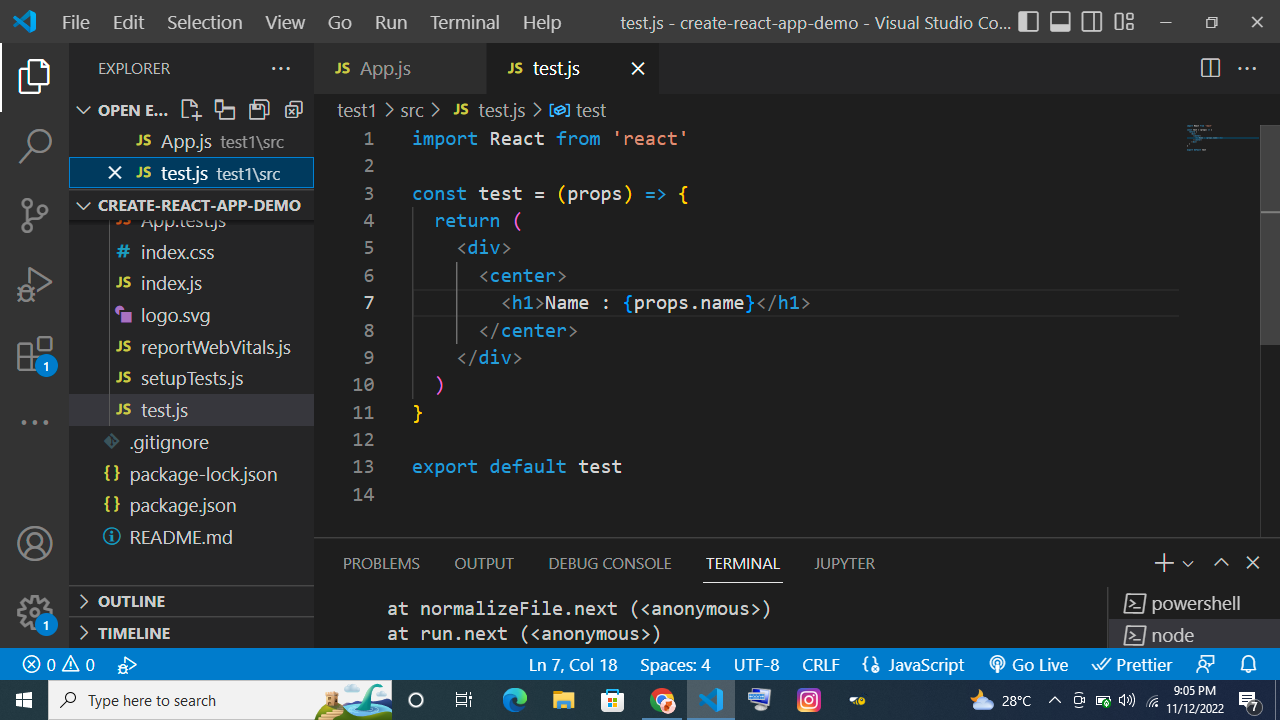 File Edit Selection View Go Run Terminal Help test.js - create-react-app-demo - Visual Studio Co...
EXPLORER
OPEN E...
JS App.js test1\src
JS test.js test1\src
CREATE-REACT-APP-DEMO
App.test.js
# index.css
JS index.js
logo.svg
JS reportWebVitals.js
JS setupTests.js
JS test.js
.gitignore
{} package-lock.json
{} package.json
README.md
OUTLINE
TIMELINE
1
1
JS App.js JS test.js
test1 > src > JS test.js > test
1 import React from 'react'
2
3 const test = (props) => {
4 return (
5 <div>
6 <center>
7 <h1>Name : {props.name}</h1>
8 </center>
9 </div>
10 )
11 }
12
13 export default test
14
PROBLEMS OUTPUT DEBUG CONSOLE TERMINAL JUPYTER
at normalizeFile.next (<anonymous>)
at run.next (<anonymous>)
powershell
node
0 0 Ln 7, Col 18 Spaces: 4 UTF-8 CRLF {} JavaScript Go Live Prettier
Type here to search 28°C 9:05 PM
11/12/2022 7